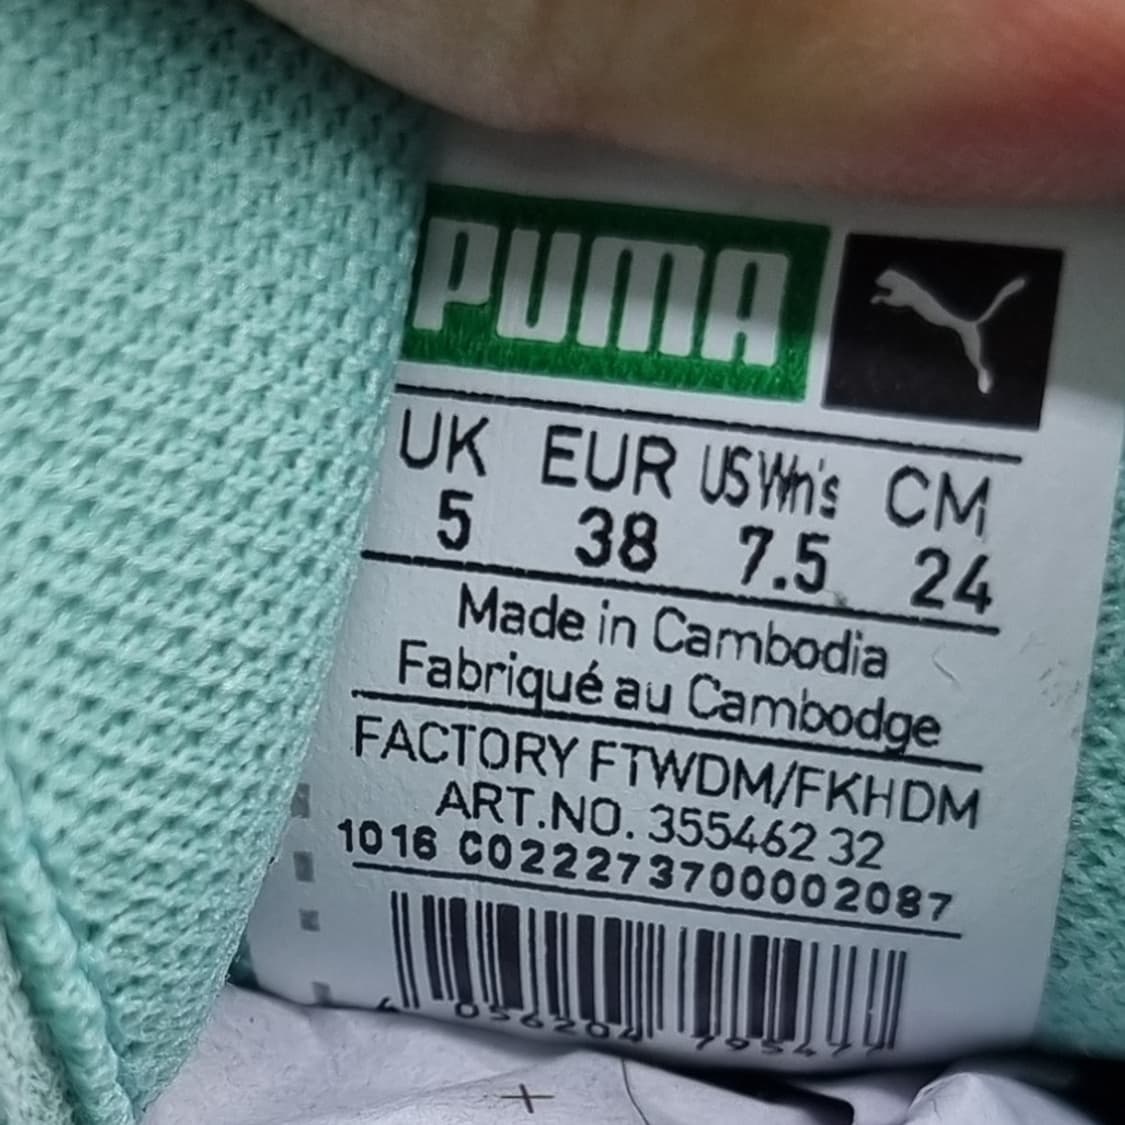 PUMA
UK EUR US Wn's CM
5 38 7.5 24
Made in Cambodia
Fabriqué au Cambodge
FACTORY FTWDM/FKHDM
ART.NO. 355462 32
1016 C0222737000002087